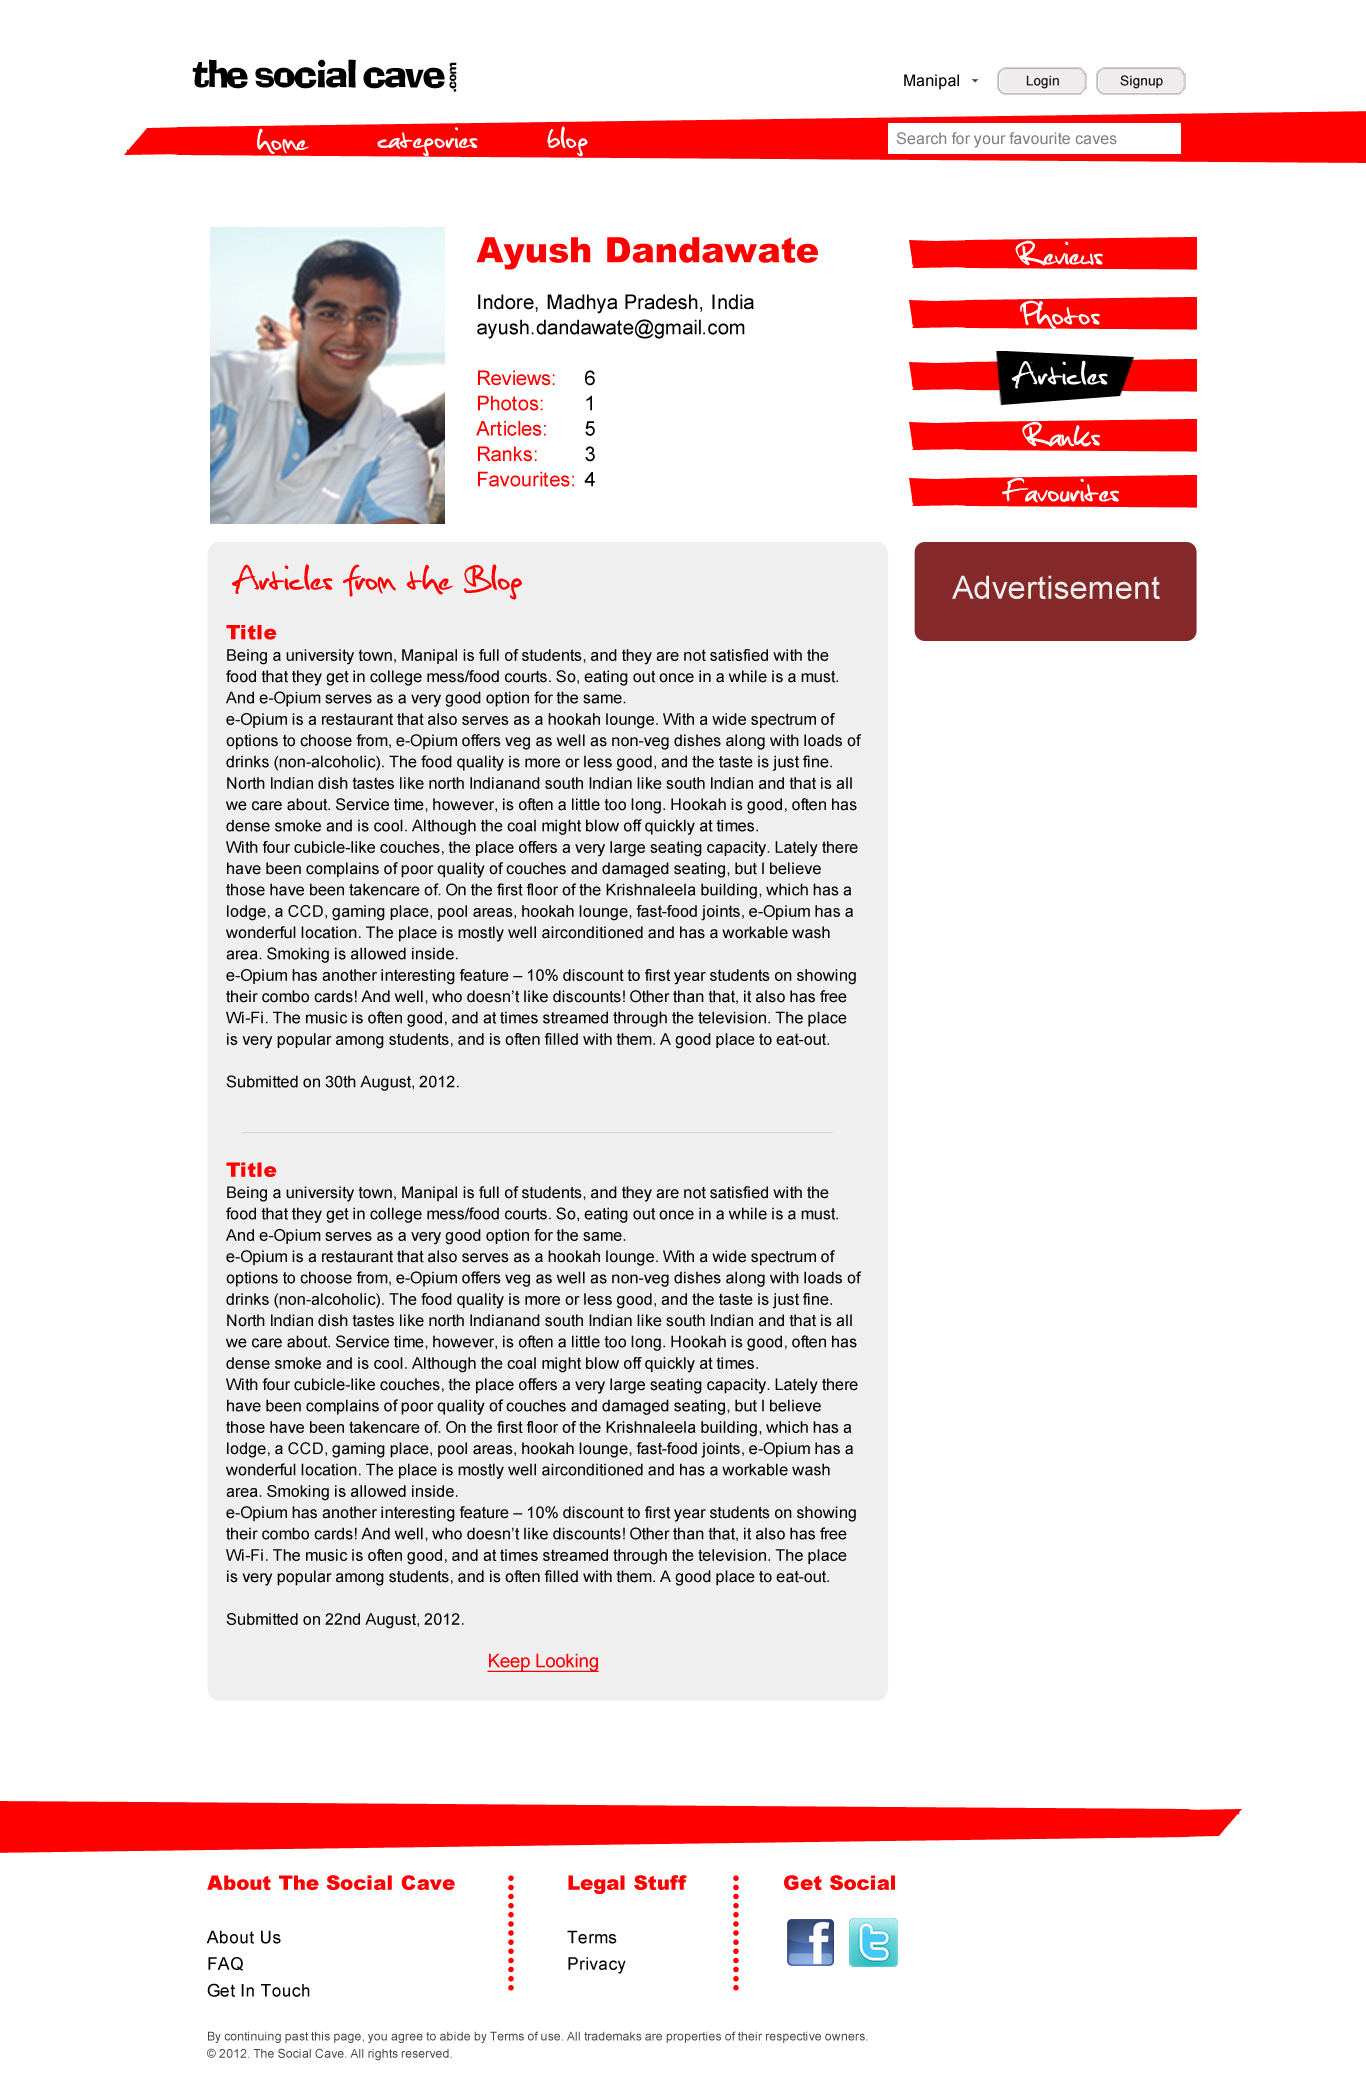 the social cave.com
Manipal
Login
Signup
home
categories
blog
Search for your favourite caves
Ayush Dandawate
Indore, Madhya Pradesh, India
ayush.dandawate@gmail.com
Reviews: 6
Photos: 1
Articles: 5
Ranks: 3
Favourites: 4
Reviews
Photos
Articles
Ranks
Favourites
Advertisement
Articles from the Blog
Title
Being a university town, Manipal is full of students, and they are not satisfied with the
food that they get in college mess/food courts. So, eating out once in a while is a must.
And e-Opium serves as a very good option for the same.
e-Opium is a restaurant that also serves as a hookah lounge. With a wide spectrum of
options to choose from, e-Opium offers veg as well as non-veg dishes along with loads of
drinks (non-alcoholic). The food quality is more or less good, and the taste is just fine.
North Indian dish tastes like north Indianand south Indian like south Indian and that is all
we care about. Service time, however, is often a little too long. Hookah is good, often has
dense smoke and is cool. Although the coal might blow off quickly at times.
With four cubicle-like couches, the place offers a very large seating capacity. Lately there
have been complains of poor quality of couches and damaged seating, but I believe
those have been takencare of. On the first floor of the Krishnaleela building, which has a
lodge, a CCD, gaming place, pool areas, hookah lounge, fast-food joints, e-Opium has a
wonderful location. The place is mostly well airconditioned and has a workable wash
area. Smoking is allowed inside.
e-Opium has another interesting feature – 10% discount to first year students on showing
their combo cards! And well, who doesn't like discounts! Other than that, it also has free
Wi-Fi. The music is often good, and at times streamed through the television. The place
is very popular among students, and is often filled with them. A good place to eat-out.
Submitted on 30th August, 2012.
Title
Being a university town, Manipal is full of students, and they are not satisfied with the
food that they get in college mess/food courts. So, eating out once in a while is a must.
And e-Opium serves as a very good option for the same.
e-Opium is a restaurant that also serves as a hookah lounge. With a wide spectrum of
options to choose from, e-Opium offers veg as well as non-veg dishes along with loads of
drinks (non-alcoholic). The food quality is more or less good, and the taste is just fine.
North Indian dish tastes like north Indianand south Indian like south Indian and that is all
we care about. Service time, however, is often a little too long. Hookah is good, often has
dense smoke and is cool. Although the coal might blow off quickly at times.
With four cubicle-like couches, the place offers a very large seating capacity. Lately there
have been complains of poor quality of couches and damaged seating, but I believe
those have been takencare of. On the first floor of the Krishnaleela building, which has a
lodge, a CCD, gaming place, pool areas, hookah lounge, fast-food joints, e-Opium has a
wonderful location. The place is mostly well airconditioned and has a workable wash
area. Smoking is allowed inside.
e-Opium has another interesting feature – 10% discount to first year students on showing
their combo cards! And well, who doesn't like discounts! Other than that, it also has free
Wi-Fi. The music is often good, and at times streamed through the television. The place
is very popular among students, and is often filled with them. A good place to eat-out.
Submitted on 22nd August, 2012.
Keep Looking
About The Social Cave
About Us
FAQ
Get In Touch
Legal Stuff
Terms
Privacy
Get Social
f
t
By continuing past this page, you agree to abide by Terms of use. All trademaks are properties of their respective owners.
© 2012. The Social Cave. All rights reserved.